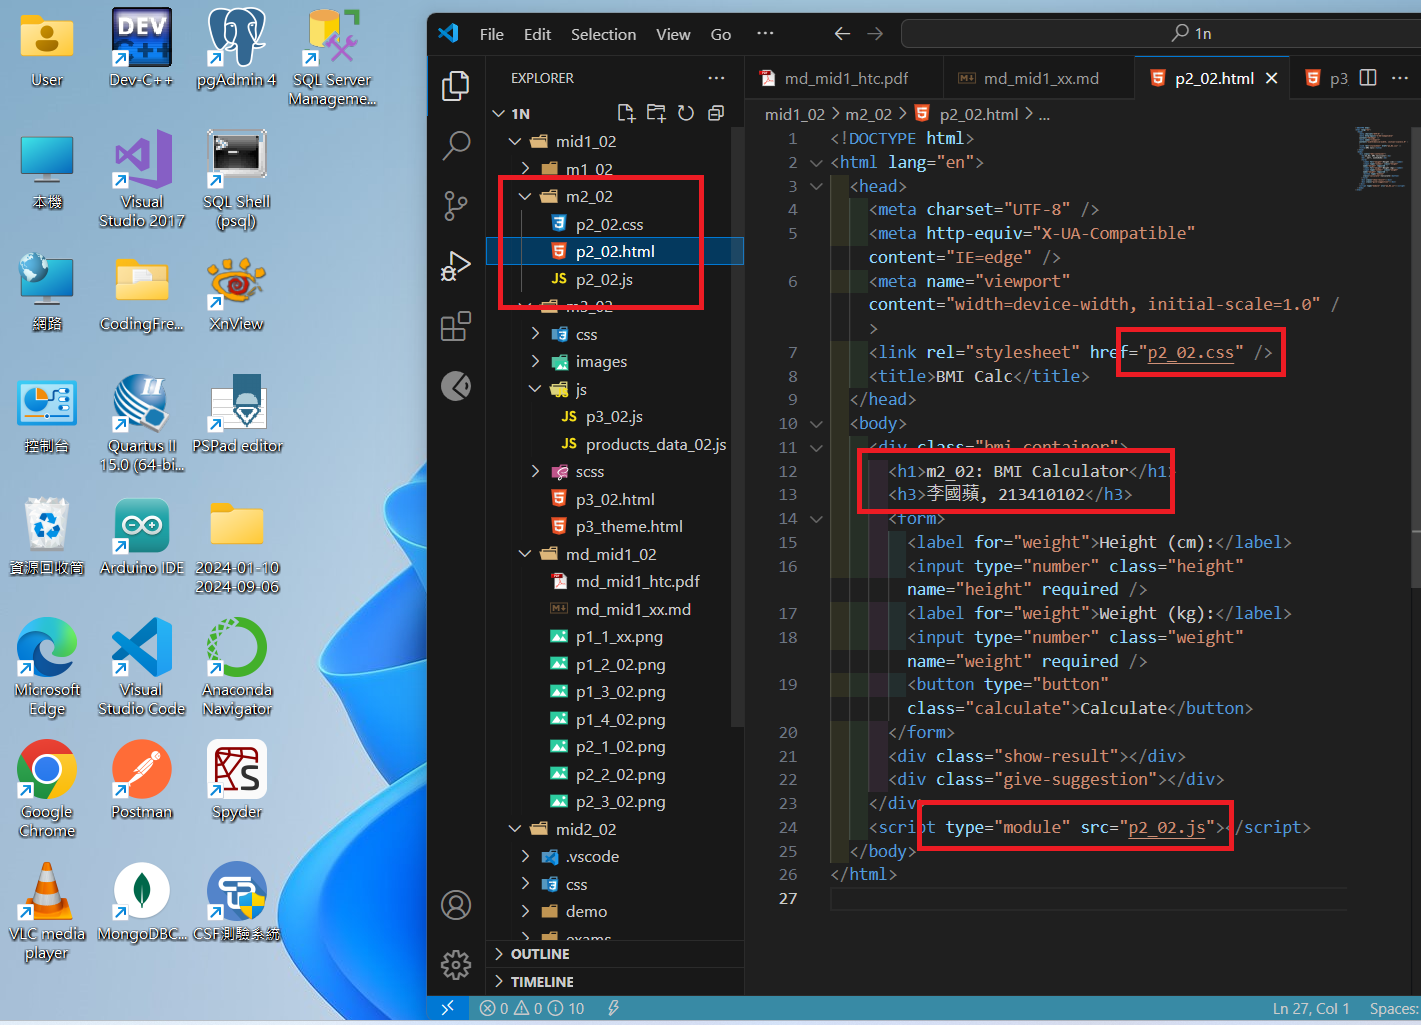 User
Dev-C++
pgAdmin 4
SQL Server
Manageme...
本機
Visual
Studio 2017
SQL Shell
(psql)
網路
CodingFre...
XnView
控制台
Quartus II
15.0 (64-bi...
PSPad editor
資源回收筒
Arduino IDE
2024-01-10
2024-09-06
Microsoft
Edge
Visual
Studio Code
Anaconda
Navigator
Google
Chrome
Postman
Spyder
VLC media
player
MongoDBC...
CSF測驗系統
File Edit Selection View Go ...
1n
EXPLORER
1N
mid1_02
m1_02
m2_02
p2_02.css
p2_02.html
p2_02.js
m3_02
css
images
js
p3_02.js
products_data_02.js
scss
p3_02.html
p3_theme.html
md_mid1_02
md_mid1_htc.pdf
md_mid1_xx.md
p1_1_xx.png
p1_2_02.png
p1_3_02.png
p1_4_02.png
p2_1_02.png
p2_2_02.png
p2_3_02.png
mid2_02
.vscode
css
demo
exams
OUTLINE
TIMELINE
md_mid1_htc.pdf md_mid1_xx.md p2_02.html p3
mid1_02 > m2_02 > p2_02.html > ...
1 <!DOCTYPE html>
2 <html lang="en">
3 <head>
4 <meta charset="UTF-8" />
5 <meta http-equiv="X-UA-Compatible"
content="IE=edge" />
6 <meta name="viewport"
content="width=device-width, initial-scale=1.0" /
>
7 <link rel="stylesheet" href="p2_02.css" />
8 <title>BMI Calc</title>
9 </head>
10 <body>
11 <div class="bmi-container">
12 <h1>m2_02: BMI Calculator</h1
13 <h3>李國蘋, 213410102</h3>
14 <form>
15 <label for="weight">Height (cm):</label>
16 <input type="number" class="height"
name="height" required />
17 <label for="weight">Weight (kg):</label>
18 <input type="number" class="weight"
name="weight" required />
19 <button type="button"
class="calculate">Calculate</button>
20 </form>
21 <div class="show-result"></div>
22 <div class="give-suggestion"></div>
23 </div
24 <script type="module" src="p2_02.js"></script>
25 </body>
26 </html>
27
0 0 10
Ln 27, Col 1 Spaces: